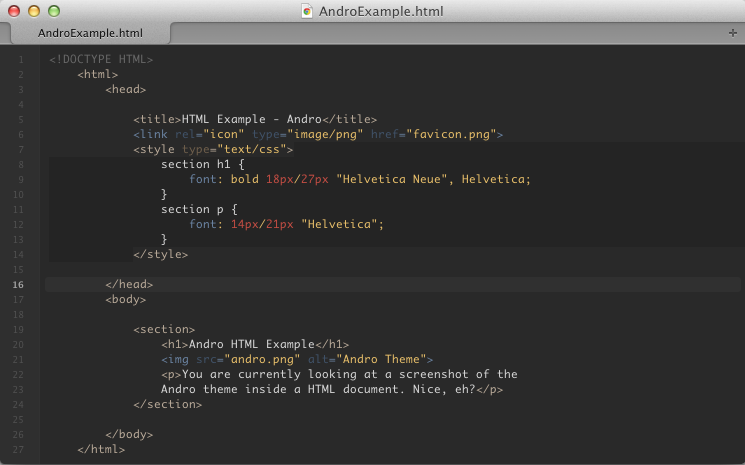 AndroExample.html
AndroExample.html
+
1 <!DOCTYPE HTML>
2     <html>
3         <head>
4
5             <title>HTML Example - Andro</title>
6             <link rel="icon" type="image/png" href="favicon.png">
7             <style type="text/css">
8                 section h1 {
9                     font: bold 18px/27px "Helvetica Neue", Helvetica;
10                }
11                section p {
12                    font: 14px/21px "Helvetica";
13                }
14            </style>
15
16        </head>
17        <body>
18
19            <section>
20                <h1>Andro HTML Example</h1>
21                <img src="andro.png" alt="Andro Theme">
22                <p>You are currently looking at a screenshot of the
23                Andro theme inside a HTML document. Nice, eh?</p>
24            </section>
25
26        </body>
27    </html>